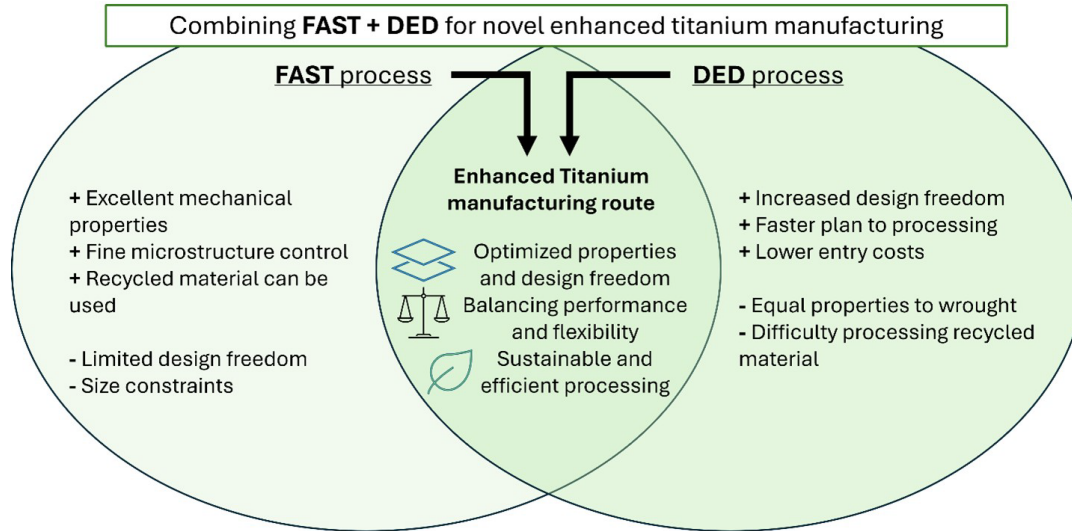 Combining FAST + DED for novel enhanced titanium manufacturing
FAST process
DED process
+ Excellent mechanical
properties
+ Fine microstructure control
+ Recycled material can be
used
- Limited design freedom
- Size constraints
Enhanced Titanium
manufacturing route
Optimized properties
and design freedom
Balancing performance
and flexibility
Sustainable and
efficient processing
+ Increased design freedom
+ Faster plan to processing
+ Lower entry costs
- Equal properties to wrought
- Difficulty processing recycled
material